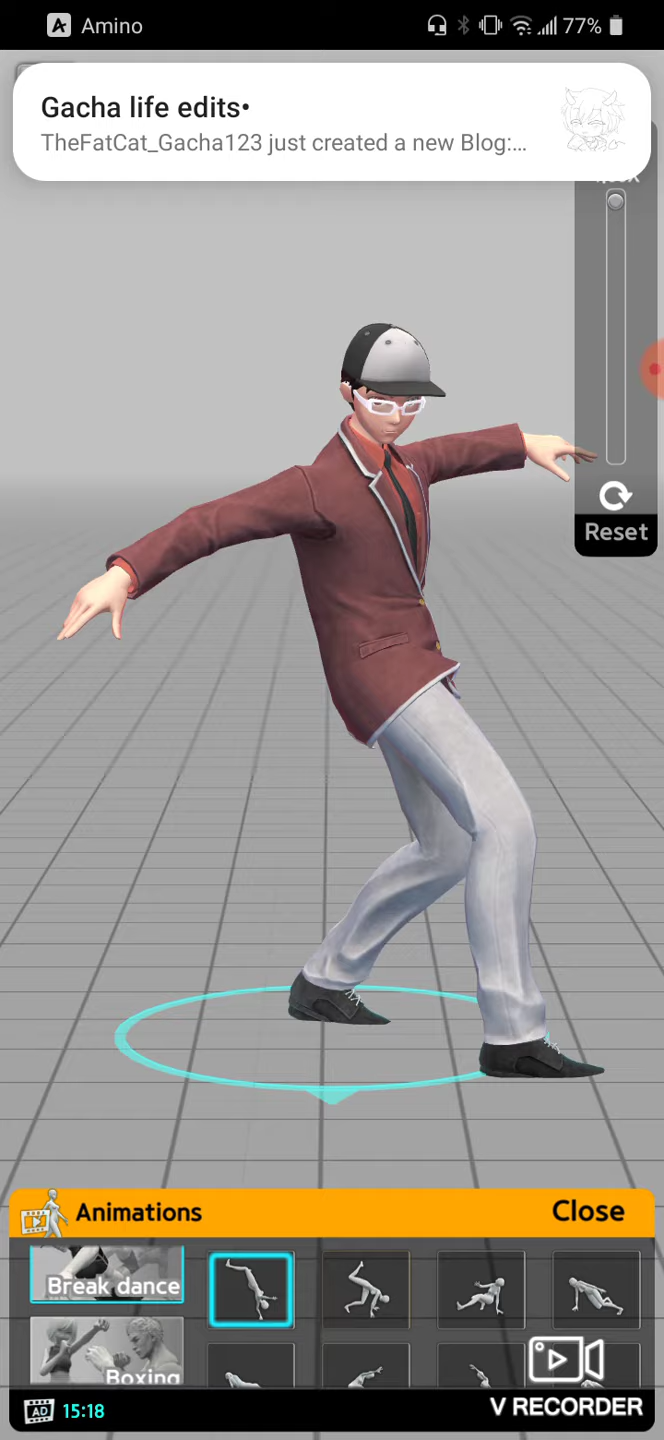 Amino
77%
Gacha life edits•
TheFatCat_Gacha123 just created a new Blog:...
Reset
Animations
Close
Break dance
Boxing
AD
15:18
V RECORDER